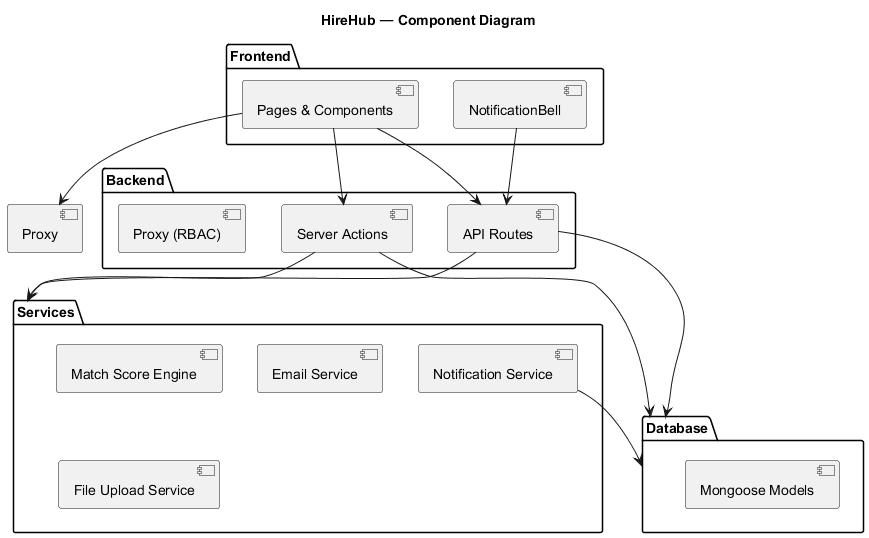 HireHub — Component Diagram
Frontend
Pages & Components
NotificationBell
Backend
Proxy
Proxy (RBAC)
Server Actions
API Routes
Services
Match Score Engine
Email Service
Notification Service
Database
File Upload Service
Mongoose Models